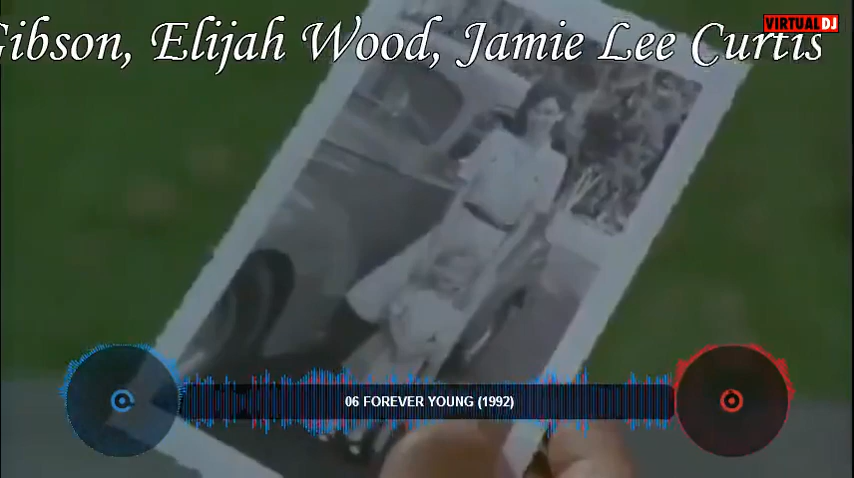 Gibson, Elijah Wood, Jamie Lee Curtis
VIRTUAL DJ
06 FOREVER YOUNG (1992)